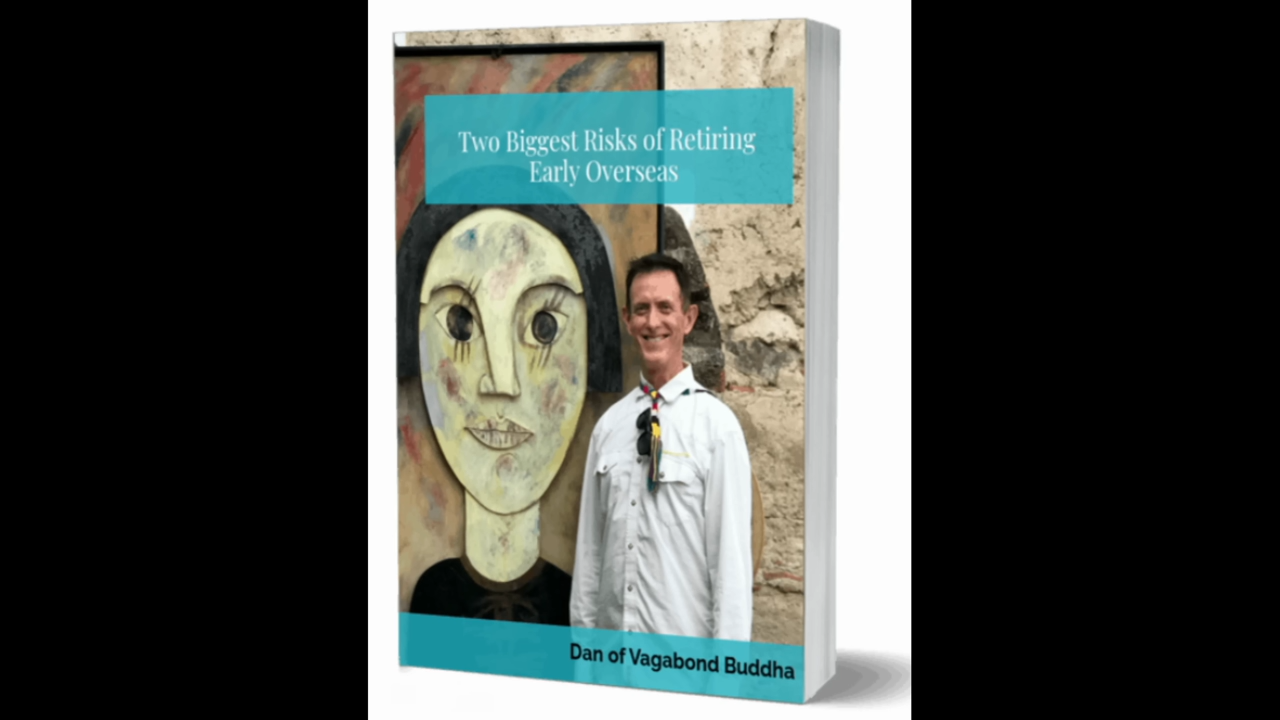 Two Biggest Risks of Retiring
Early Overseas
Dan of Vagabond Buddha